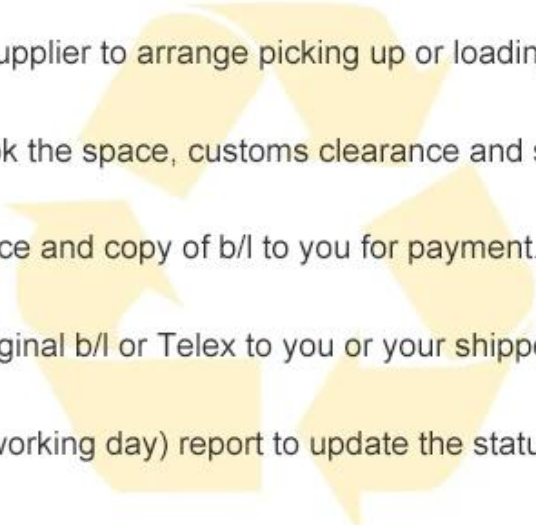 upplier to arrange picking up or loadin
k the space, customs clearance and s
ce and copy of b/l to you for payment.
ginal b/l or Telex to you or your shippe
working day) report to update the statu